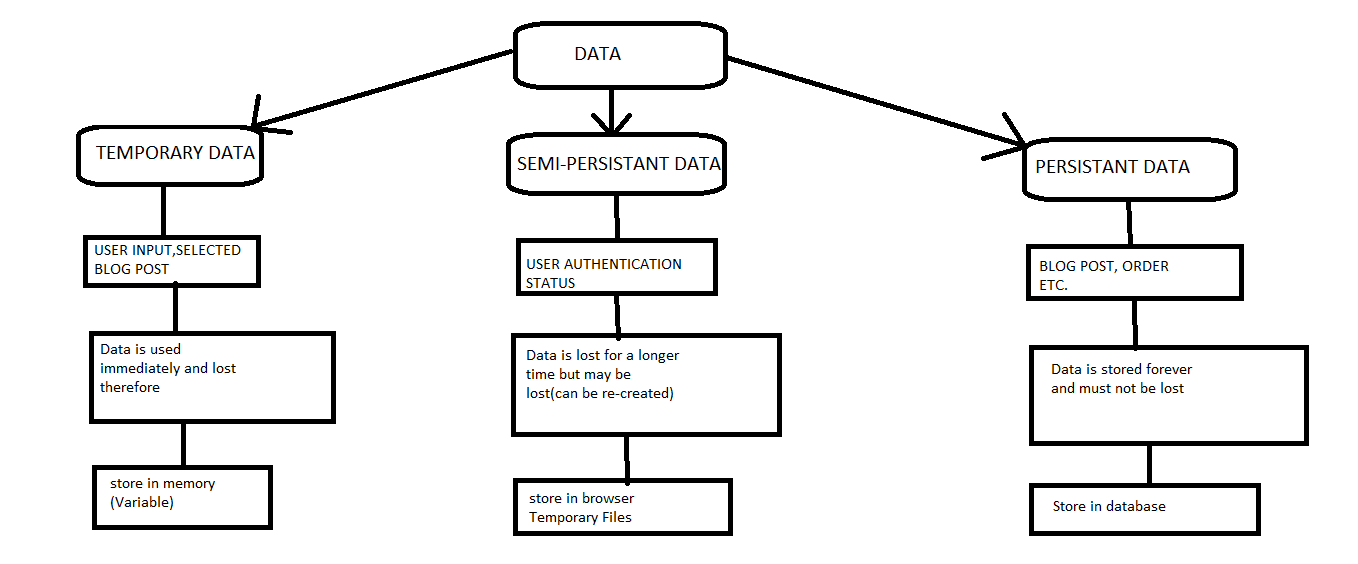 DATA
TEMPORARY DATA
USER INPUT,SELECTED
BLOG POST
Data is used
immediately and lost
therefore
store in memory
(Variable)
SEMI-PERSISTANT DATA
USER AUTHENTICATION
STATUS
Data is lost for a longer
time but may be
lost(can be re-created)
store in browser
Temporary Files
PERSISTANT DATA
BLOG POST, ORDER
ETC.
Data is stored forever
and must not be lost
Store in database